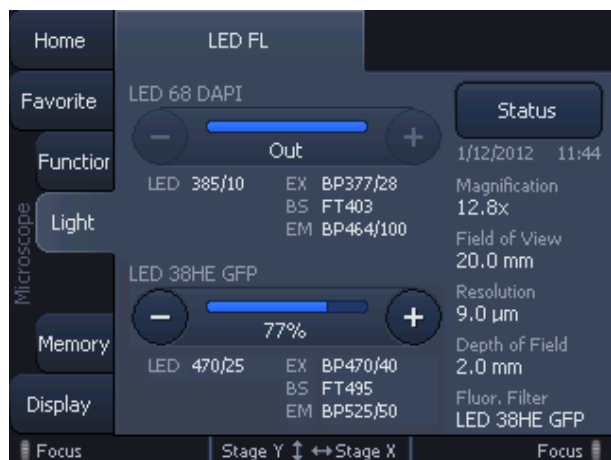 Home
LED FL
Favorite
Function
Microscope
Light
Memory
Display
LED 68 DAPI
Out
LED 385/10 EX BP377/28
BS FT403
EM BP464/100
LED 38HE GFP
77%
LED 470/25 EX BP470/40
BS FT495
EM BP525/50
Status
1/12/2012 11:44
Magnification
12.8x
Field of View
20.0 mm
Resolution
9.0 µm
Depth of Field
2.0 mm
Fluor. Filter
LED 38HE GFP
Focus
Stage Y ↕ ↔ Stage X
Focus